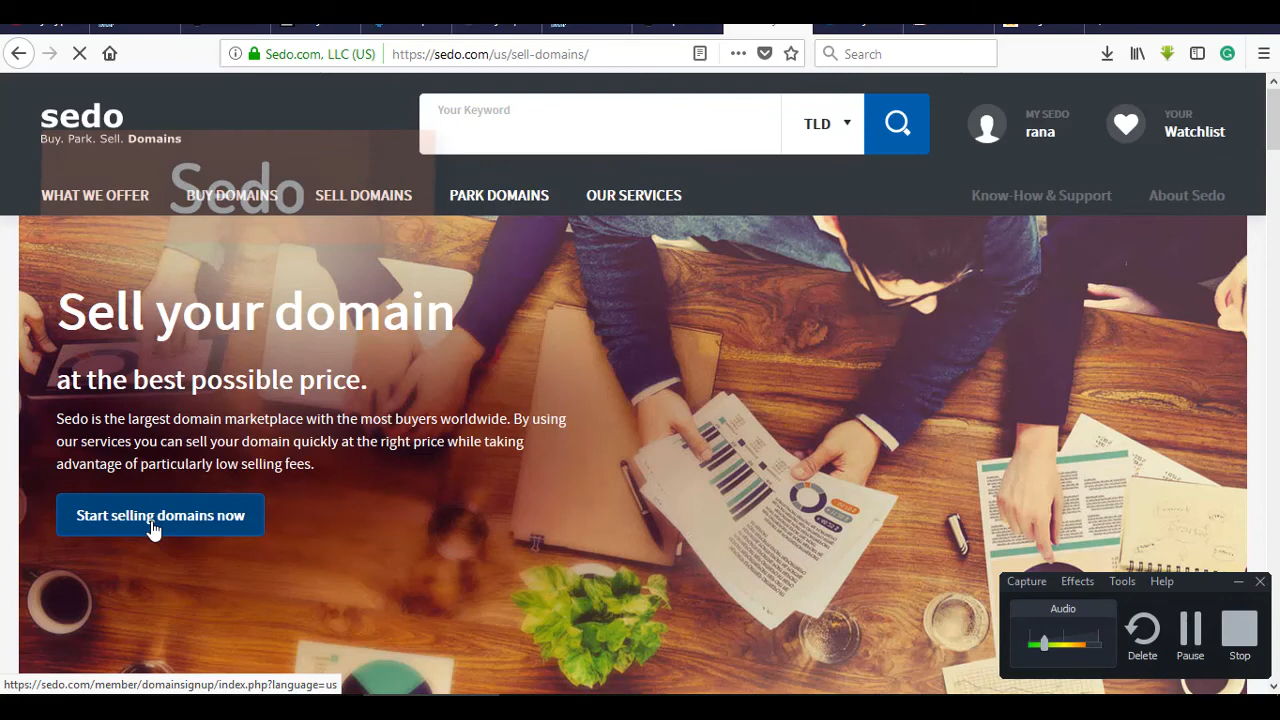 Sedo.com, LLC (US)
https://sedo.com/us/sell-domains/
Search
sedo
Buy. Park. Sell. Domains
Your Keyword
TLD
MY SEDO
rana
YOUR
Watchlist
Sedo
WHAT WE OFFER
BUY DOMAINS
SELL DOMAINS
PARK DOMAINS
OUR SERVICES
Know-How & Support
About Sedo
Sell your domain
at the best possible price.
Sedo is the largest domain marketplace with the most buyers worldwide. By using
our services you can sell your domain quickly at the right price while taking
advantage of particularly low selling fees.
Start selling domains now
Capture
Effects
Tools
Help
Audio
Delete
Pause
Stop
https://sedo.com/member/domainsignup/index.php?language=us